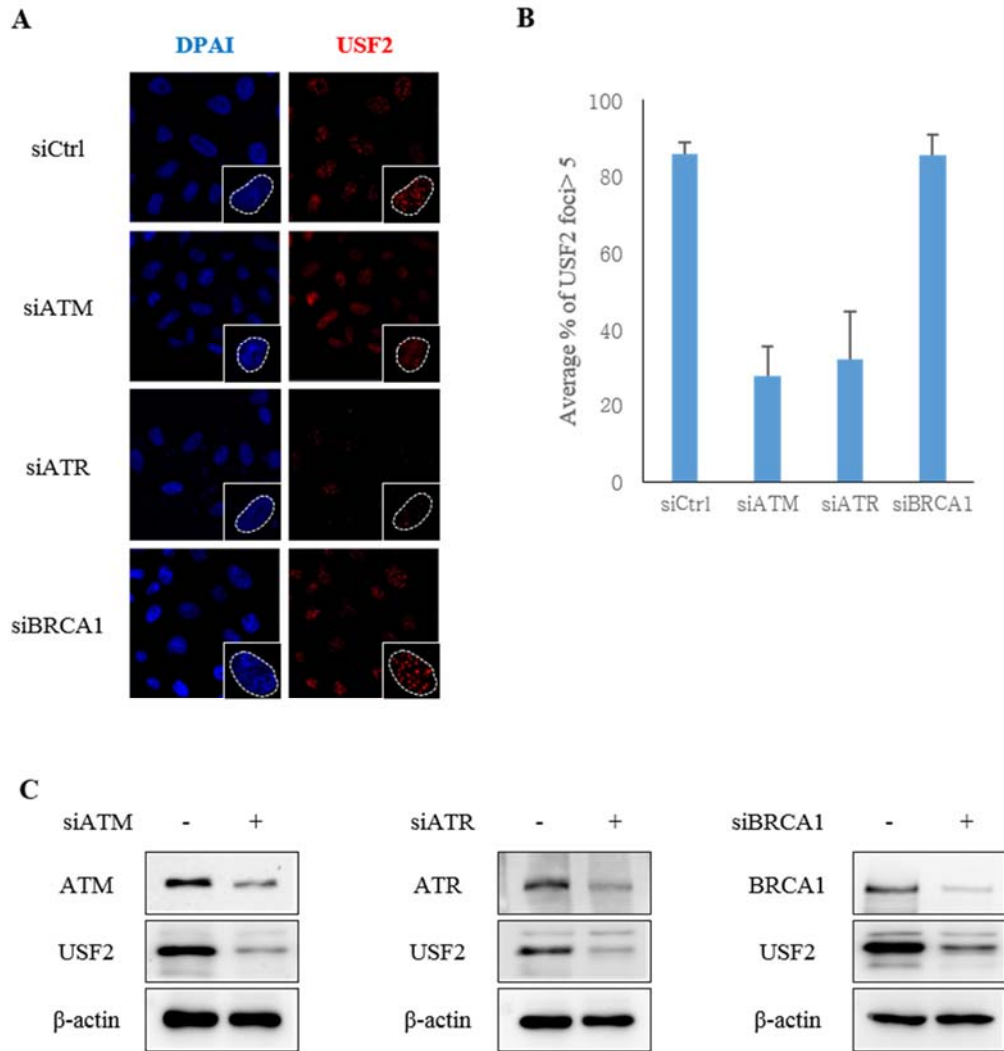 A
B
DPAI USF2
siCtrl
siATM
siATR
siBRCA1
Average % of USF2 foci> 5
100
80
60
40
20
0
siCtrl siATM siATR siBRCA1
C
siATM - +
ATM
USF2
β-actin
siATR - +
ATR
USF2
β-actin
siBRCA1 - +
BRCA1
USF2
β-actin